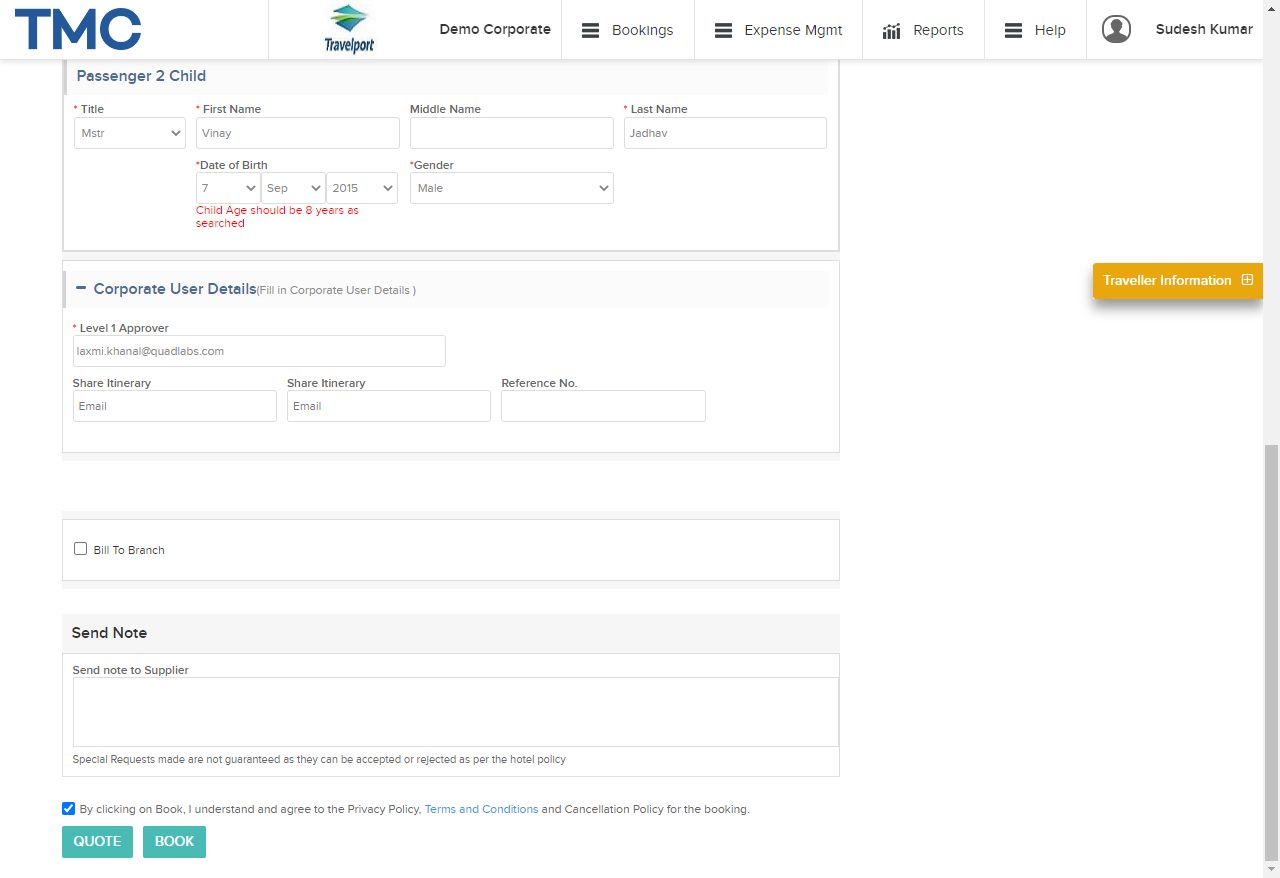 TMC
Travelport
Demo Corporate
Bookings
Expense Mgmt
Reports
Help
Sudesh Kumar
Passenger 2 Child
* Title
* First Name
Middle Name
* Last Name
Mstr
Vinay
Jadhav
*Date of Birth
*Gender
7
Sep
2015
Male
Child Age should be 8 years as
searched
Traveller Information
Corporate User Details(Fill in Corporate User Details )
* Level 1 Approver
laxmi.khanal@quadlabs.com
Share Itinerary
Share Itinerary
Reference No.
Email
Email
Bill To Branch
Send Note
Send note to Supplier
Special Requests made are not guaranteed as they can be accepted or rejected as per the hotel policy
By clicking on Book, I understand and agree to the Privacy Policy, Terms and Conditions and Cancellation Policy for the booking.
QUOTE
BOOK